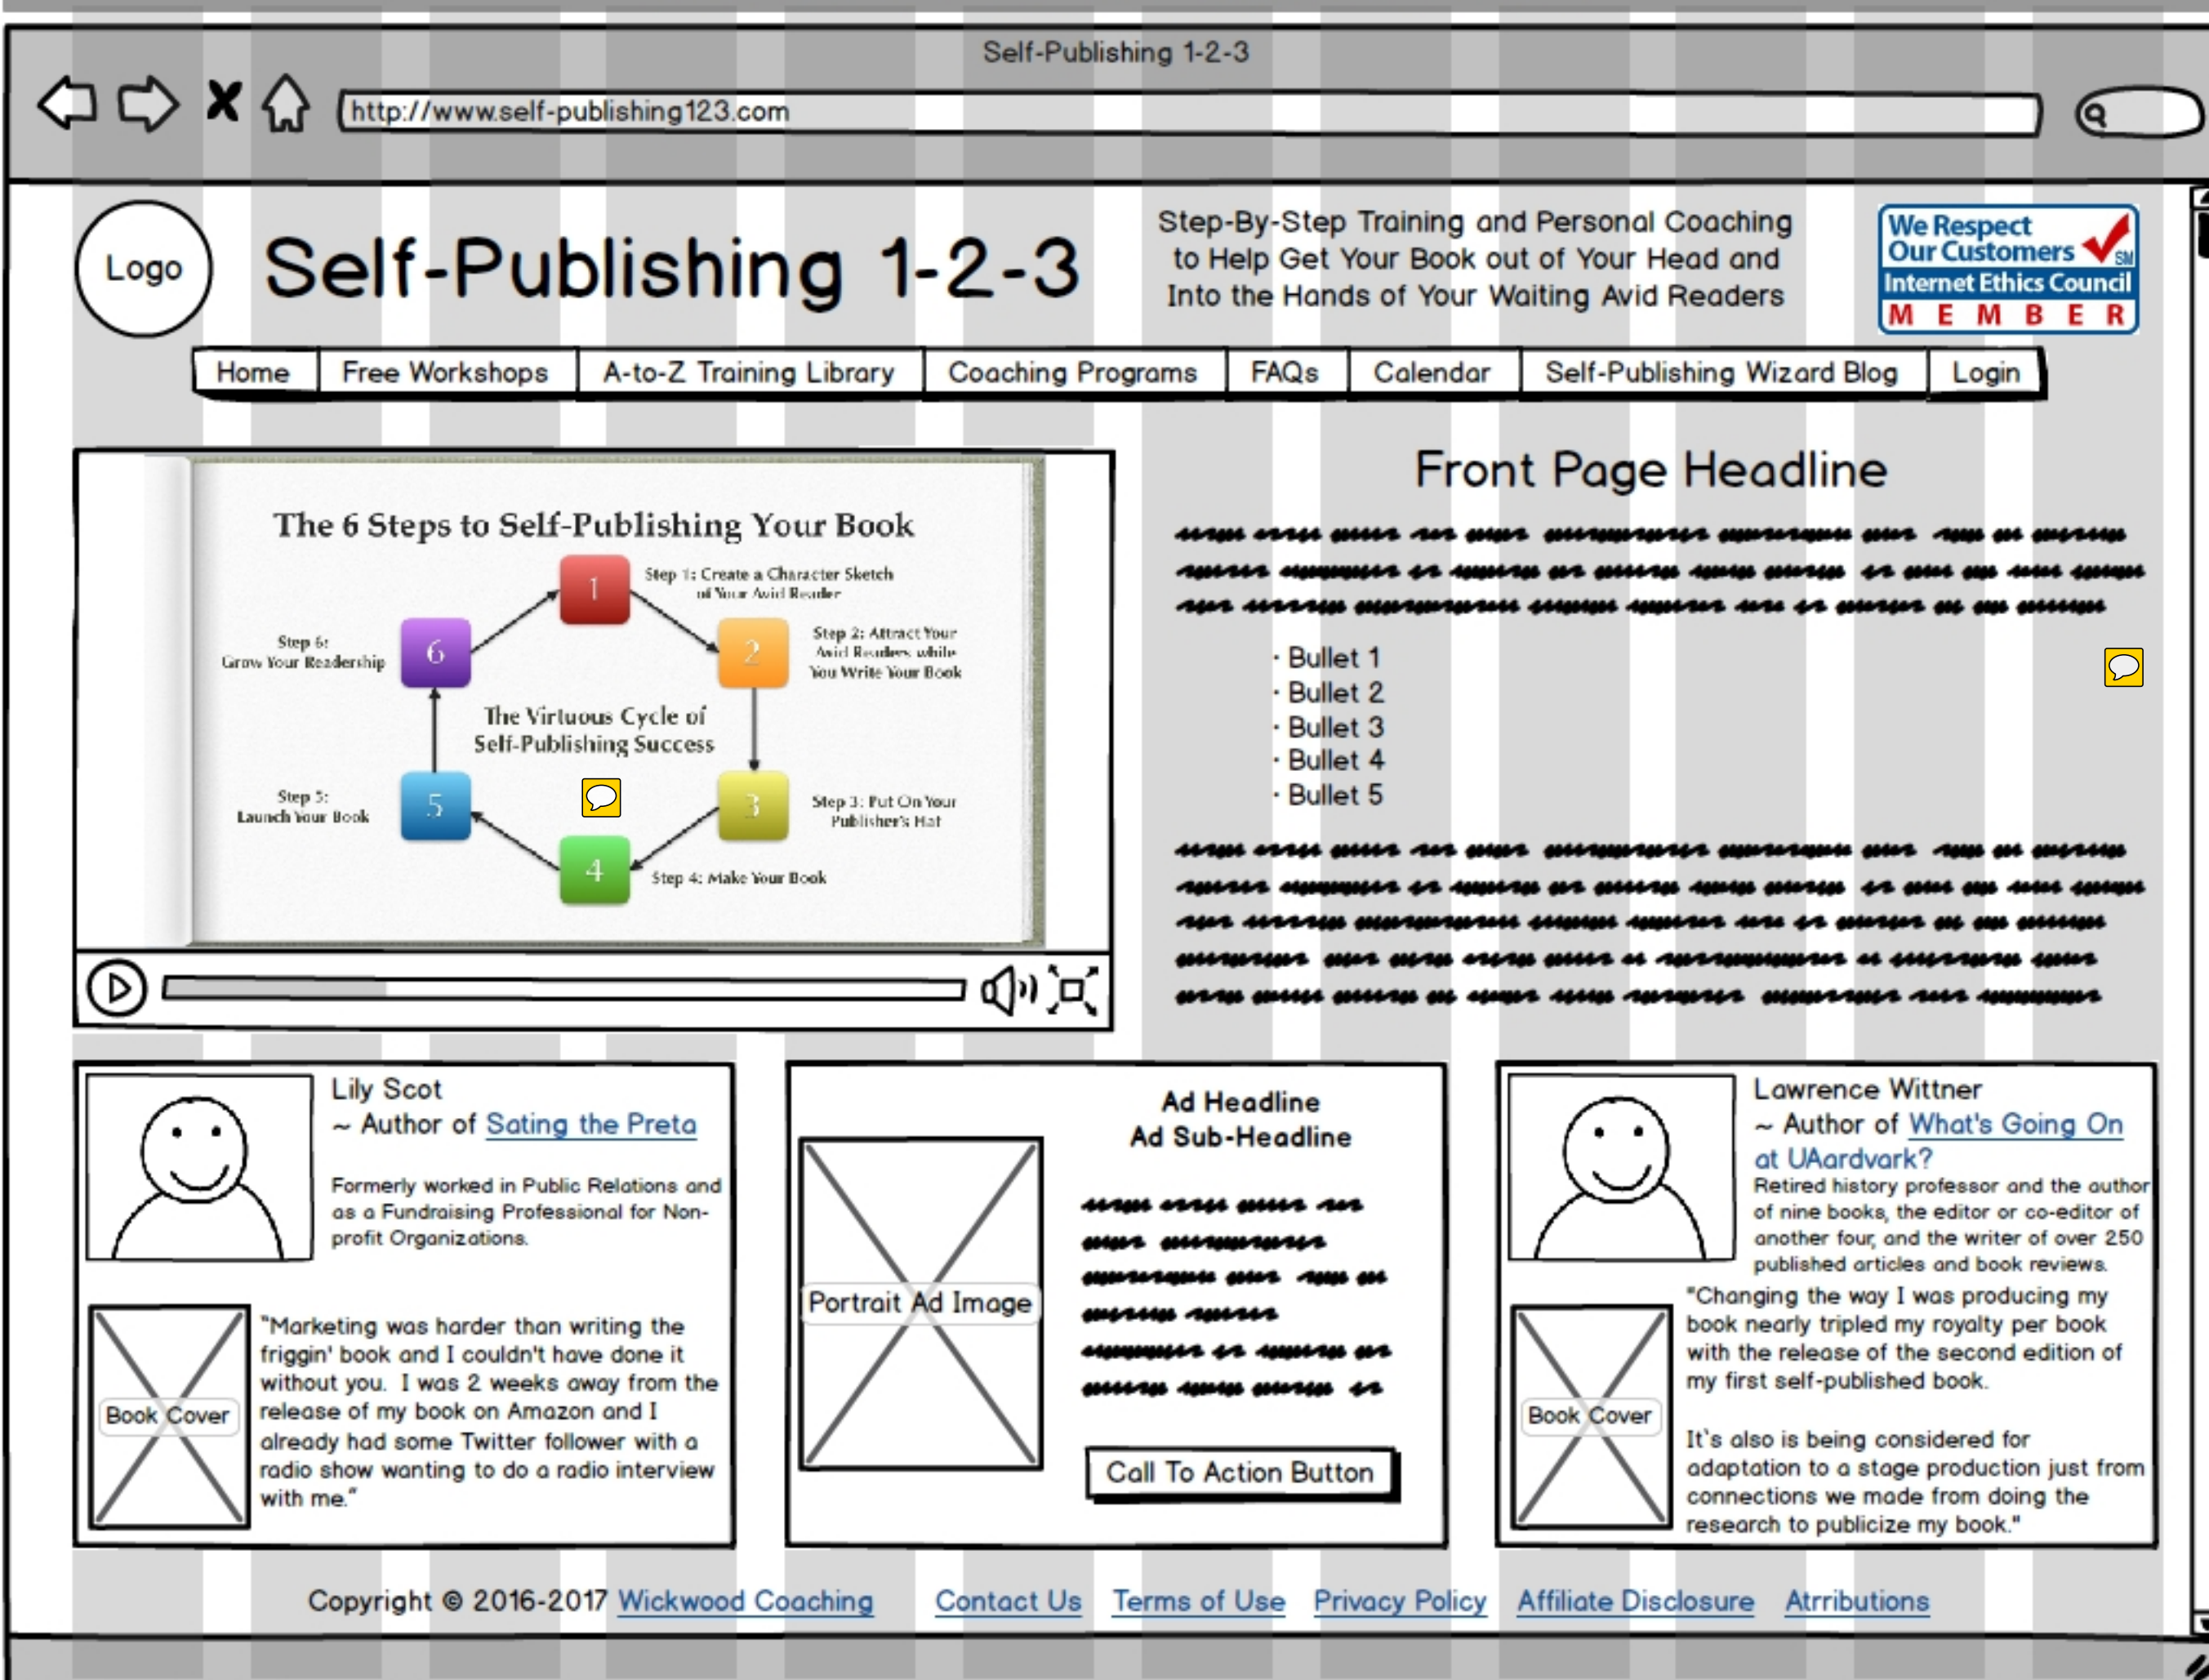 Self-Publishing 1-2-3
http://www.self-publishing123.com
Logo
Self-Publishing 1-2-3
Step-By-Step Training and Personal Coaching
to Help Get Your Book out of Your Head and
Into the Hands of Your Waiting Avid Readers
We Respect
Our Customers
SM
Internet Ethics Council
MEMBER
Home
Free Workshops
A-to-Z Training Library
Coaching Programs
FAQs
Calendar
Self-Publishing Wizard Blog
Login
The 6 Steps to Self-Publishing Your Book
1
Step 1: Create a Character Sketch
of Your Avid Reader
2
Step 2: Attract Your
Avid Readers while
You Write Your Book
3
Step 3: Put On Your
Publisher's Hat
4
Step 4: Make Your Book
5
Step 5:
Launch Your Book
6
Step 6:
Grow Your Readership
The Virtuous Cycle of
Self-Publishing Success
Front Page Headline
· Bullet 1
· Bullet 2
· Bullet 3
· Bullet 4
· Bullet 5
Lily Scot
~ Author of Sating the Preta
Formerly worked in Public Relations and
as a Fundraising Professional for Non-
profit Organizations.
Book Cover
"Marketing was harder than writing the
friggin' book and I couldn't have done it
without you. I was 2 weeks away from the
release of my book on Amazon and I
already had some Twitter follower with a
radio show wanting to do a radio interview
with me."
Ad Headline
Ad Sub-Headline
Portrait Ad Image
Call To Action Button
Lawrence Wittner
~ Author of What's Going On
at UAardvark?
Retired history professor and the author
of nine books, the editor or co-editor of
another four, and the writer of over 250
published articles and book reviews.
Book Cover
"Changing the way I was producing my
book nearly tripled my royalty per book
with the release of the second edition of
my first self-published book.
It`s also is being considered for
adaptation to a stage production just from
connections we made from doing the
research to publicize my book."
Copyright © 2016-2017 Wickwood Coaching
Contact Us
Terms of Use
Privacy Policy
Affiliate Disclosure
Atrributions